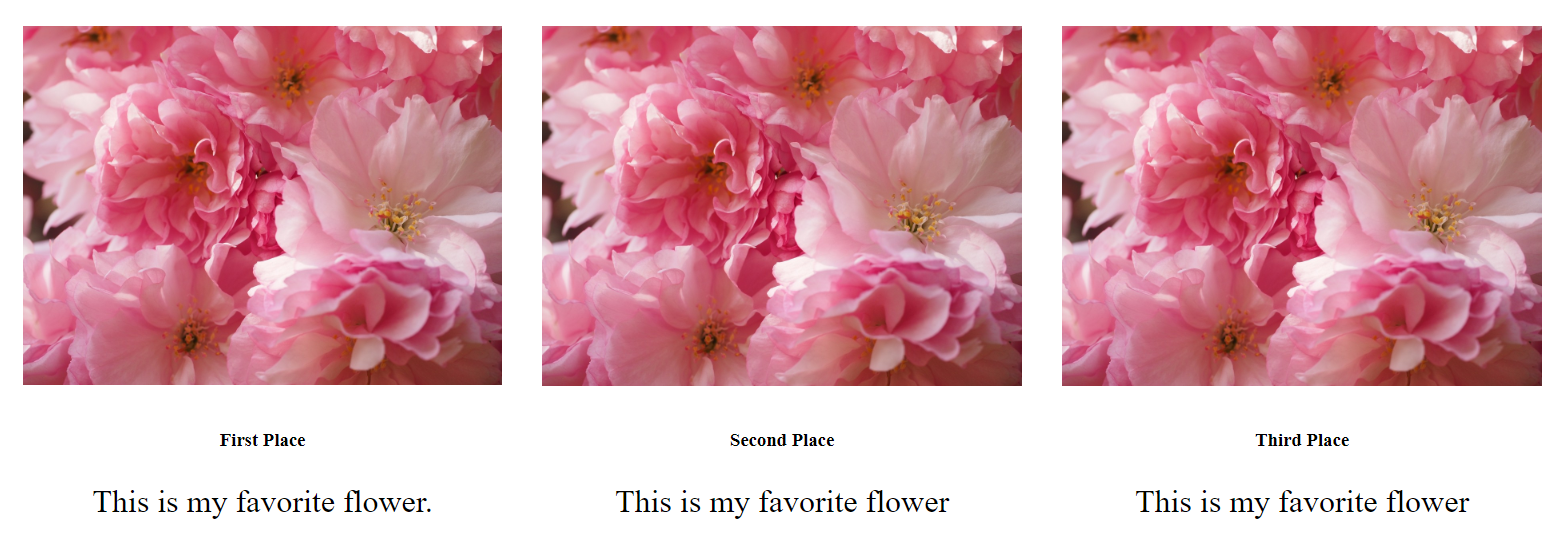 First Place
This is my favorite flower.
Second Place
This is my favorite flower
Third Place
This is my favorite flower